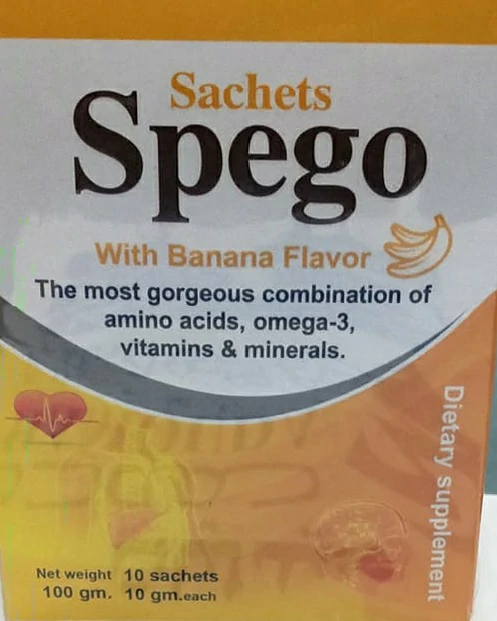 Sachets
Spego
With Banana Flavor
The most gorgeous combination of
amino acids, omega-3,
vitamins & minerals.
Dietary supplement
Net weight 10 sachets
100 gm. 10 gm.each